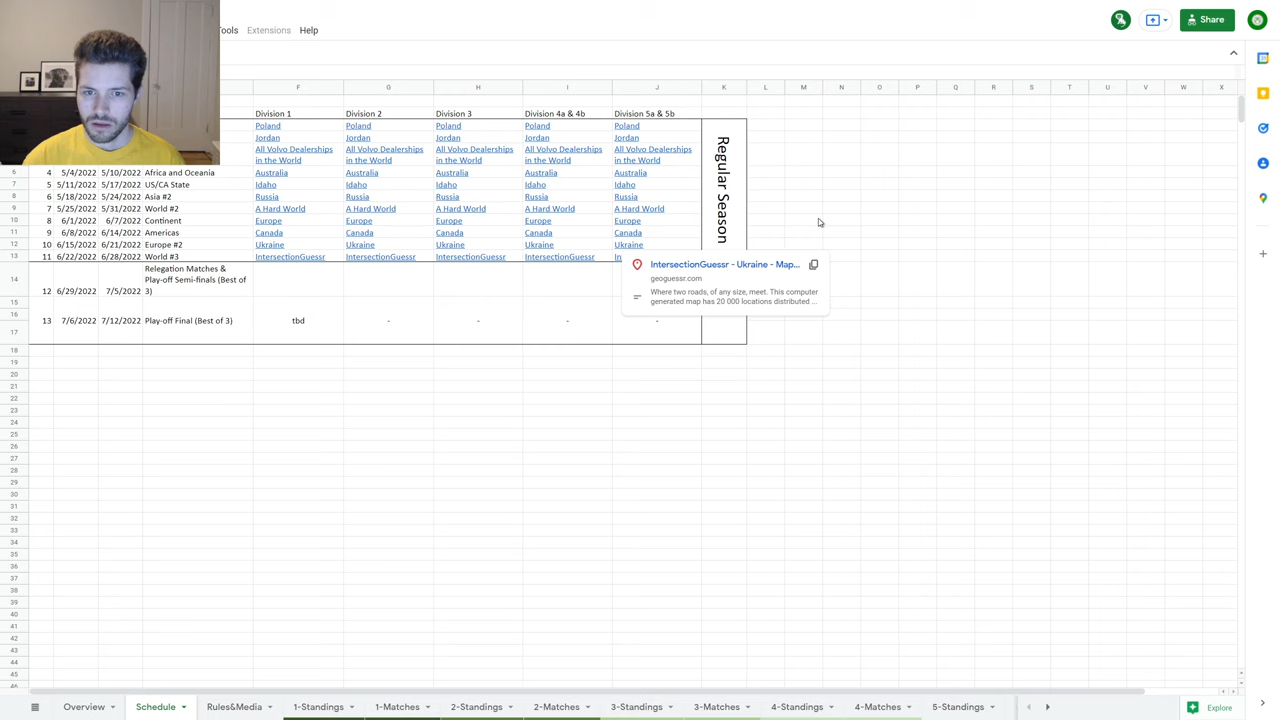 Tools Extensions Help
Share
F G H I J K L M N O P Q R S T U V W X
Division 1 Division 2 Division 3 Division 4a & 4b Division 5a & 5b
Poland Poland Poland Poland Poland
Jordan Jordan Jordan Jordan Jordan
All Volvo Dealerships All Volvo Dealerships All Volvo Dealerships All Volvo Dealerships All Volvo Dealerships
in the World in the World in the World in the World in the World
6 4 5/4/2022 5/10/2022 Africa and Oceania Australia Australia Australia Australia Australia
7 5 5/11/2022 5/17/2022 US/CA State Idaho Idaho Idaho Idaho Idaho
8 6 5/18/2022 5/24/2022 Asia #2 Russia Russia Russia Russia Russia
9 7 5/25/2022 5/31/2022 World #2 A Hard World A Hard World A Hard World A Hard World A Hard World
10 8 6/1/2022 6/7/2022 Continent Europe Europe Europe Europe Europe
11 9 6/8/2022 6/14/2022 Americas Canada Canada Canada Canada Canada
12 10 6/15/2022 6/21/2022 Europe #2 Ukraine Ukraine Ukraine Ukraine Ukraine
13 11 6/22/2022 6/28/2022 World #3 IntersectionGuessr IntersectionGuessr IntersectionGuessr IntersectionGuessr
Regular Season
IntersectionGuessr - Ukraine - Map...
geoguessr.com
Where two roads, of any size, meet. This computer
generated map has 20 000 locations distributed ...
Relegation Matches &
14 Play-off Semi-finals (Best of
12 6/29/2022 7/5/2022 3)
15
16
13 7/6/2022 7/12/2022 Play-off Final (Best of 3) tbd - - - -
17
18
19
20
21
22
23
24
25
26
27
28
29
30
31
32
33
34
35
36
37
38
39
40
41
42
43
44
45
46
Overview Schedule Rules&Media 1-Standings 1-Matches 2-Standings 2-Matches 3-Standings 3-Matches 4-Standings 4-Matches 5-Standings Explore